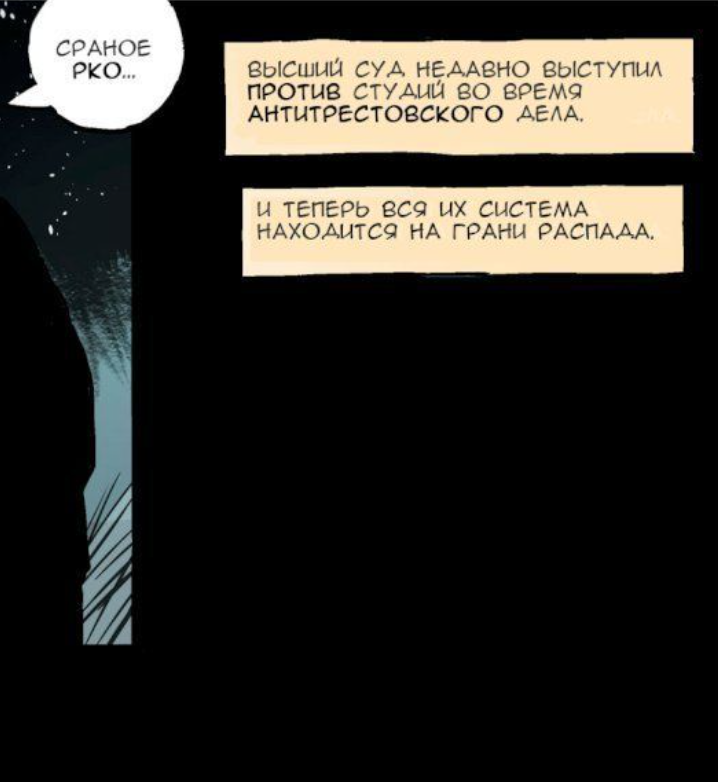 СРАНОЕ
РКО...
ВЫСШИЙ СУД НЕДАВНО ВЫСТУПИЛ
ПРОТИВ СТУДИЙ ВО ВРЕМЯ
АНТИТРЕСТОВСКОГО ДЕЛА.
И ТЕПЕРЬ ВСЯ ИХ СИСТЕМА
НАХОДИТСЯ НА ГРАНИ РАСПАДА.